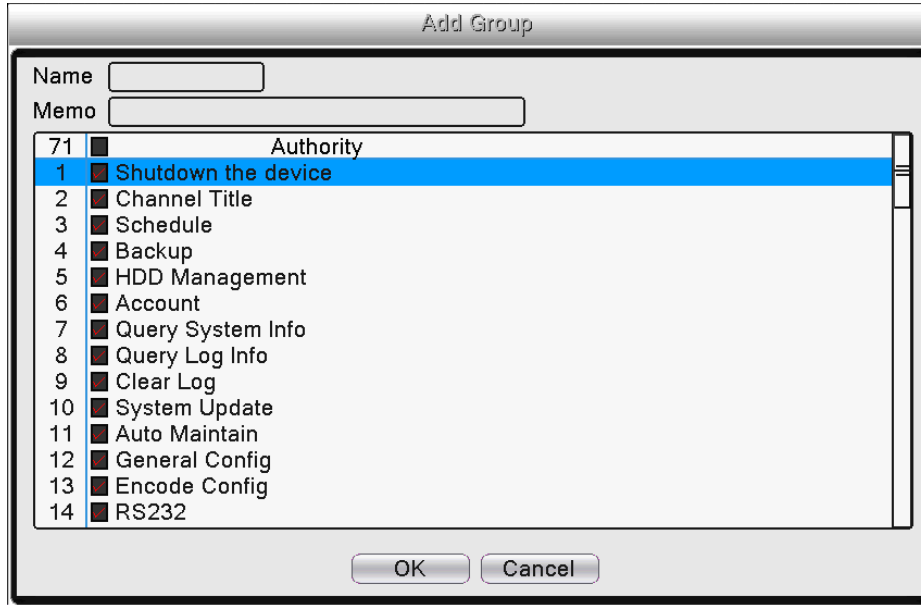 Add Group
Name
Memo
71 Authority
1 Shutdown the device
2 Channel Title
3 Schedule
4 Backup
5 HDD Management
6 Account
7 Query System Info
8 Query Log Info
9 Clear Log
10 System Update
11 Auto Maintain
12 General Config
13 Encode Config
14 RS232
OK Cancel